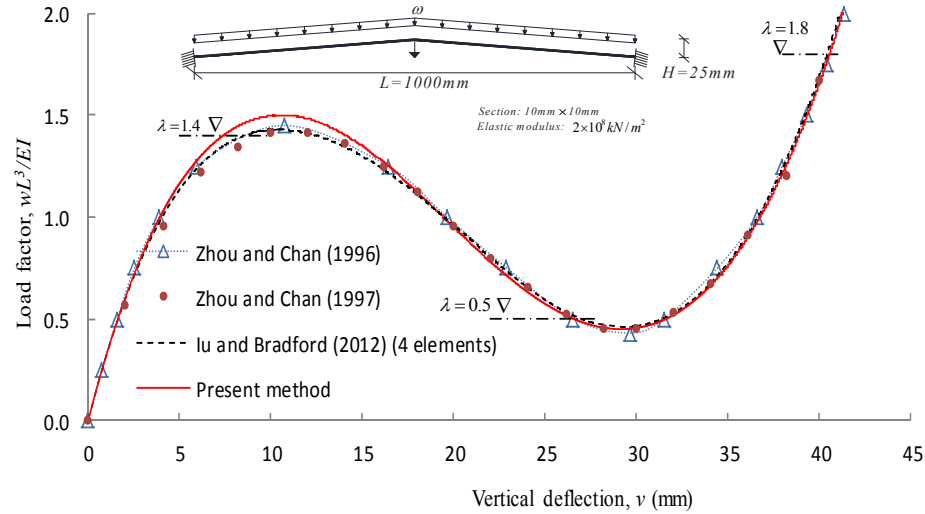 2.0
1.5
1.0
0.5
0.0
0
5
10
15
20
25
30
35
40
45
Load factor, wL³/EI
Vertical deflection, v (mm)
ω
L=1000mm
H=25mm
Section: 10mm×10mm
Elastic modulus: 2×10⁸kN/m²
λ=1.8
λ=1.4
λ=0.5
Zhou and Chan (1996)
Zhou and Chan (1997)
Iu and Bradford (2012) (4 elements)
Present method